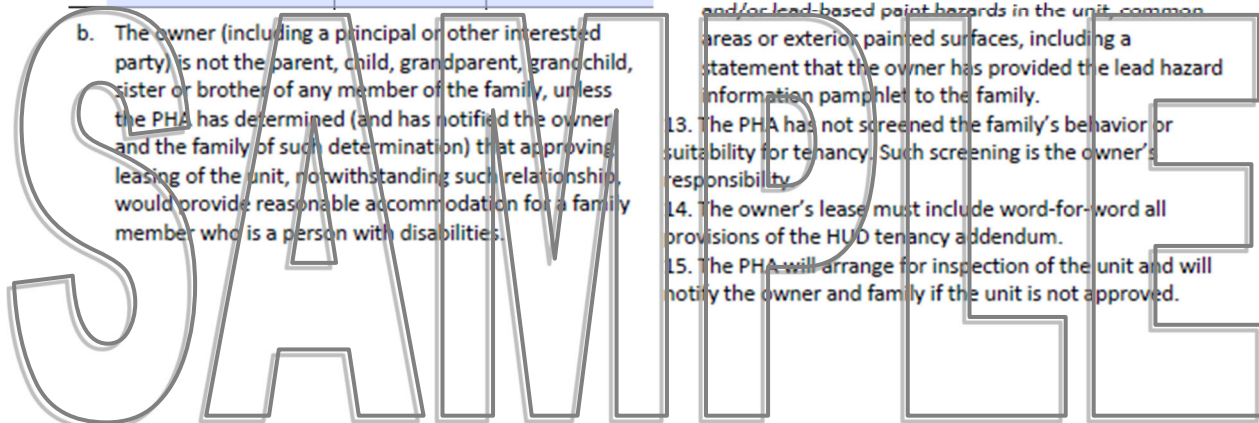 b. The owner (including a principal or other interested
party) is not the parent, child, grandparent, grandchild,
sister or brother of any member of the family, unless
the PHA has determined (and has notified the owner
and the family of such determination) that approving
leasing of the unit, notwithstanding such relationship,
would provide reasonable accommodation for a family
member who is a person with disabilities.
and/or lead-based paint hazards in the unit, common
areas or exterior painted surfaces, including a
statement that the owner has provided the lead hazard
information pamphlet to the family.
13. The PHA has not screened the family’s behavior or
suitability for tenancy. Such screening is the owner’s
responsibility.
14. The owner’s lease must include word-for-word all
provisions of the HUD tenancy addendum.
15. The PHA will arrange for inspection of the unit and will
notify the owner and family if the unit is not approved.
SAMPLE